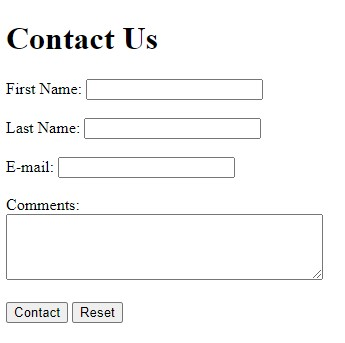 Contact Us
First Name:
Last Name:
E-mail:
Comments:
Contact Reset